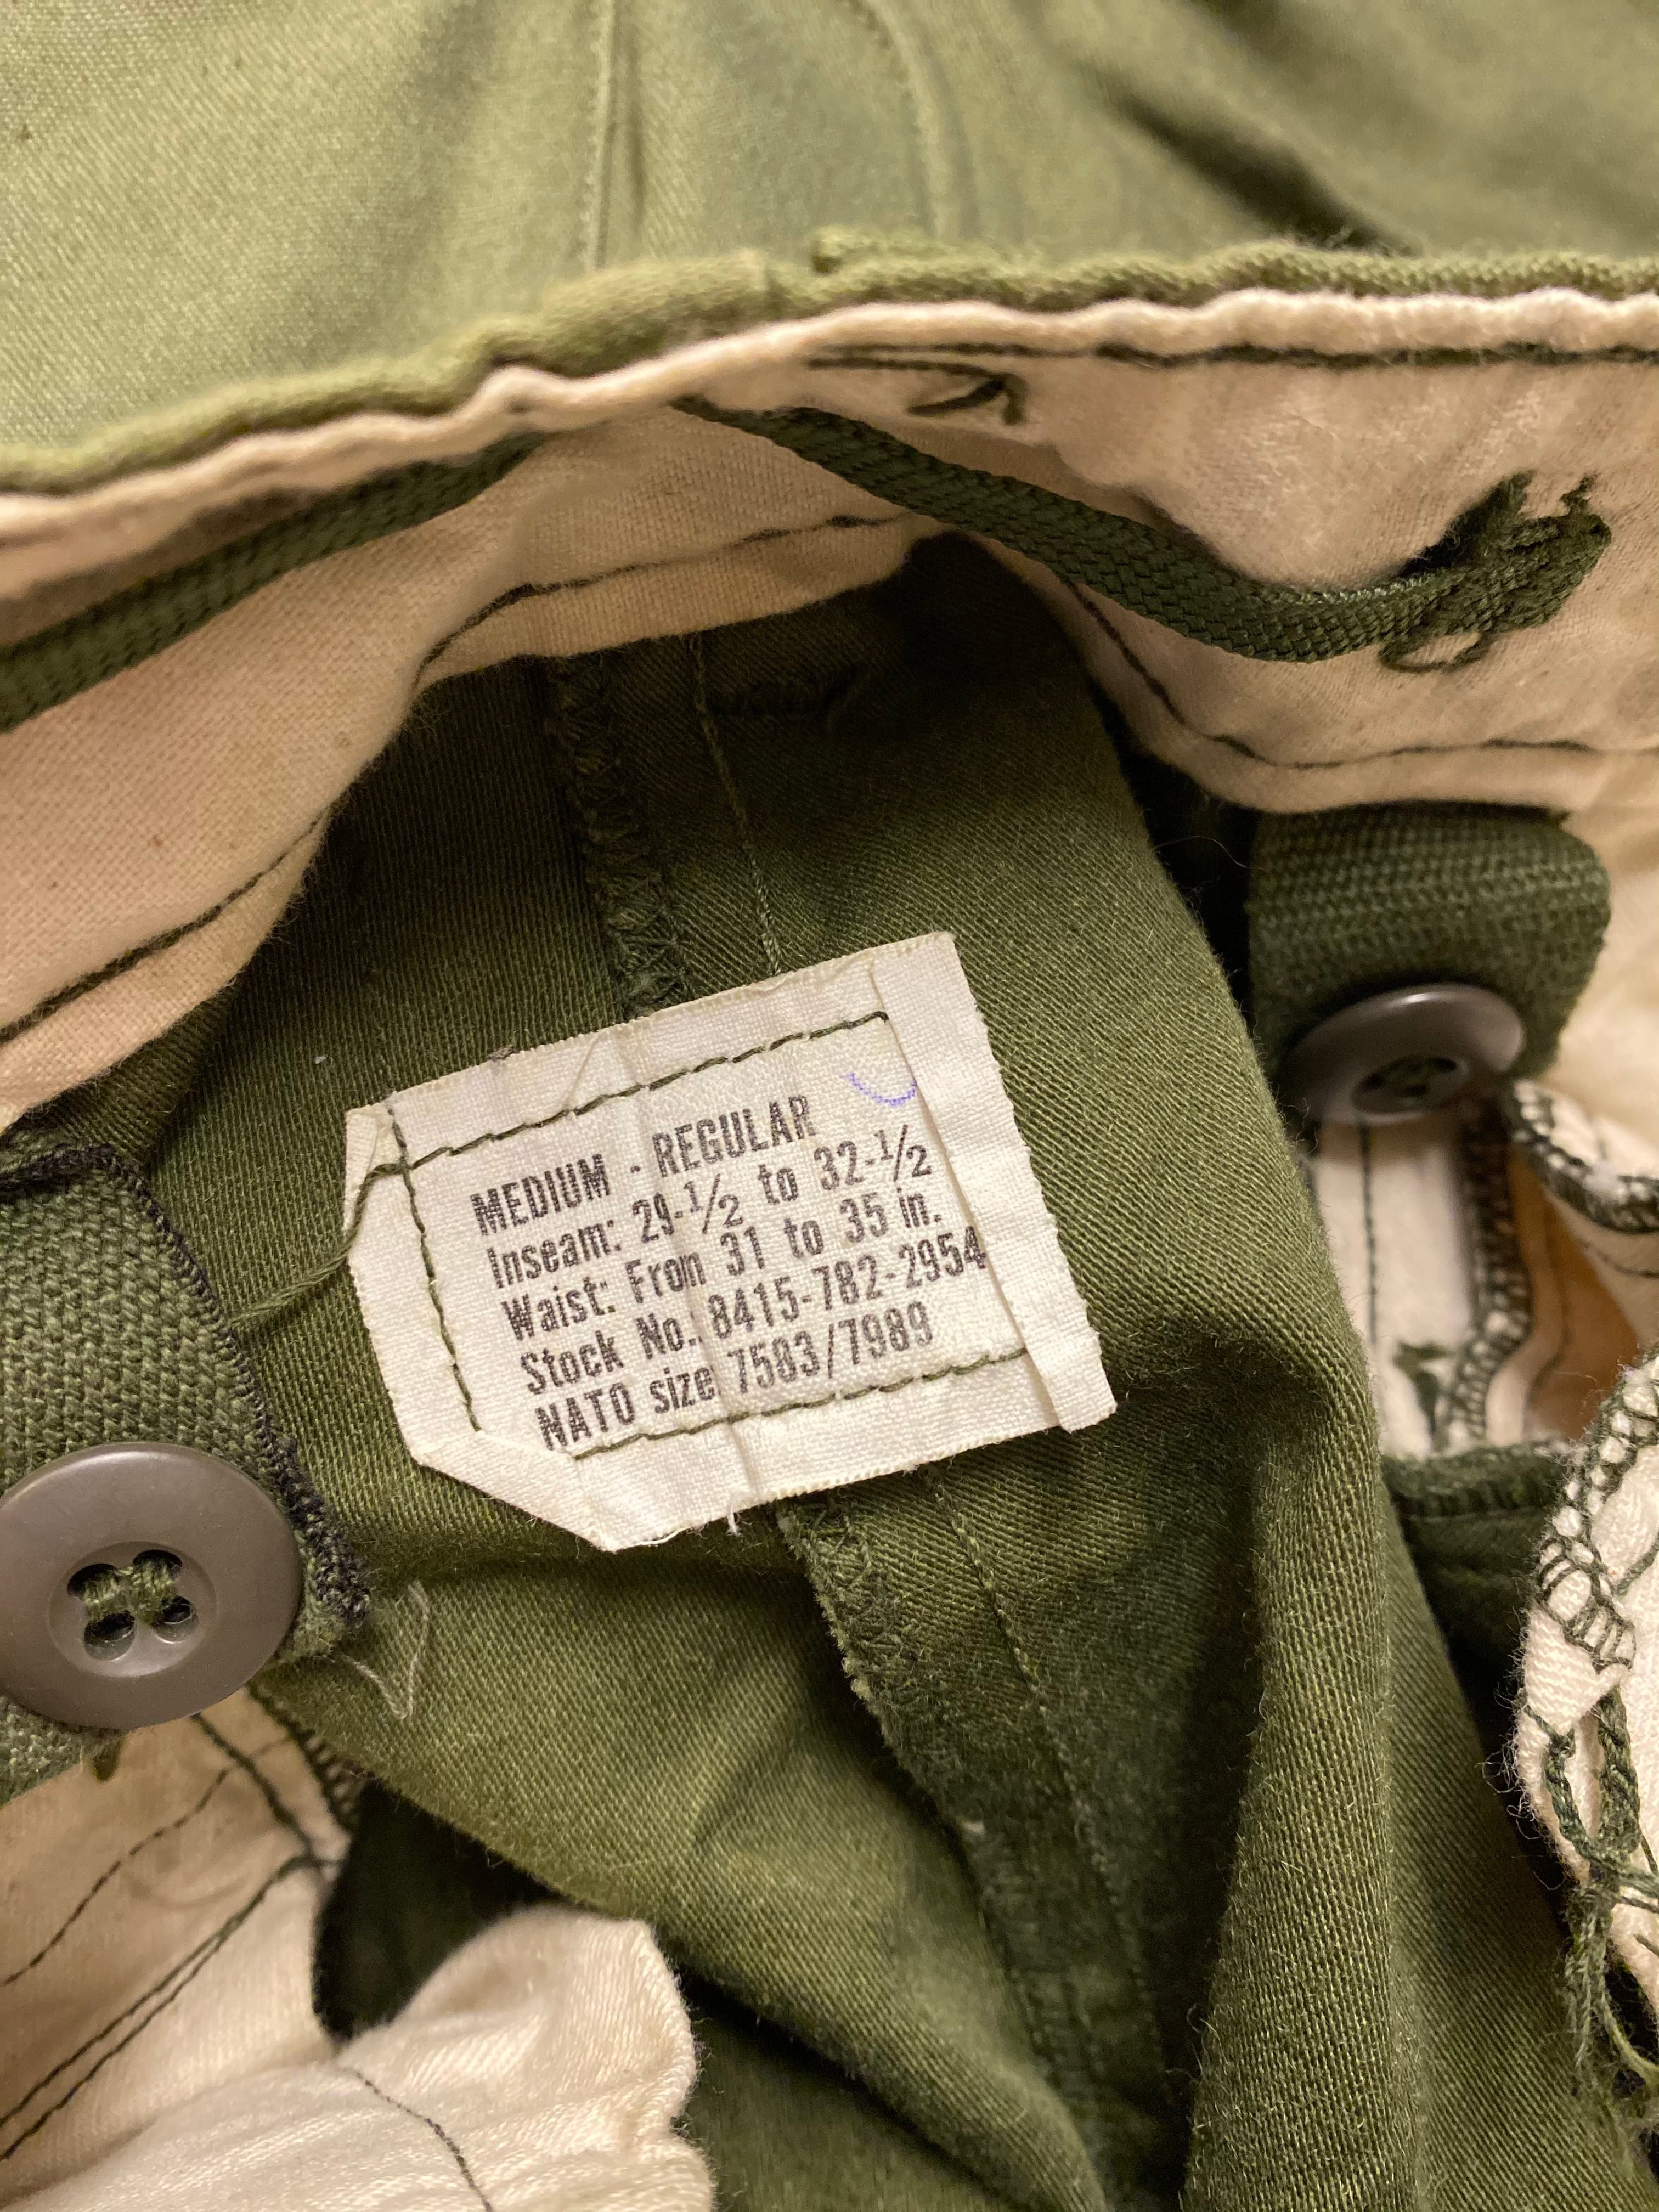 MEDIUM - REGULAR
Inseam: 29-1/2 to 32-1/2
Waist: From 31 to 35 in.
Stock No.: 8415-782-2954
NATO size 7583/7989